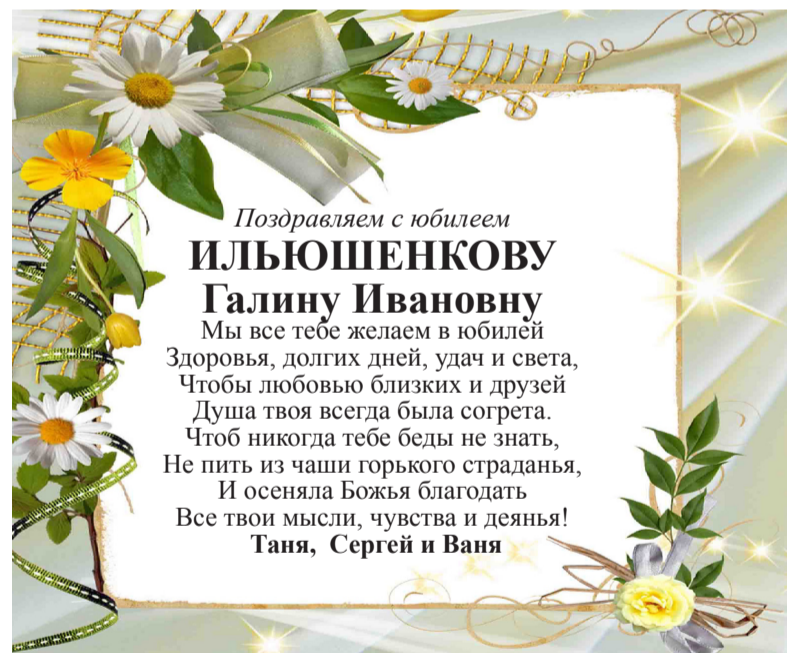 Поздравляем с юбилеем
ИЛЬЮШЕНКОВУ
Галину Ивановну
Мы все тебе желаем в юбилей
Здоровья, долгих дней, удач и света,
Чтобы любовью близких и друзей
Душа твоя всегда была согрета.
Чтоб никогда тебе беды не знать,
Не пить из чаши горького страданья,
И осеняла Божья благодать
Все твои мысли, чувства и деянья!
Таня, Сергей и Ваня